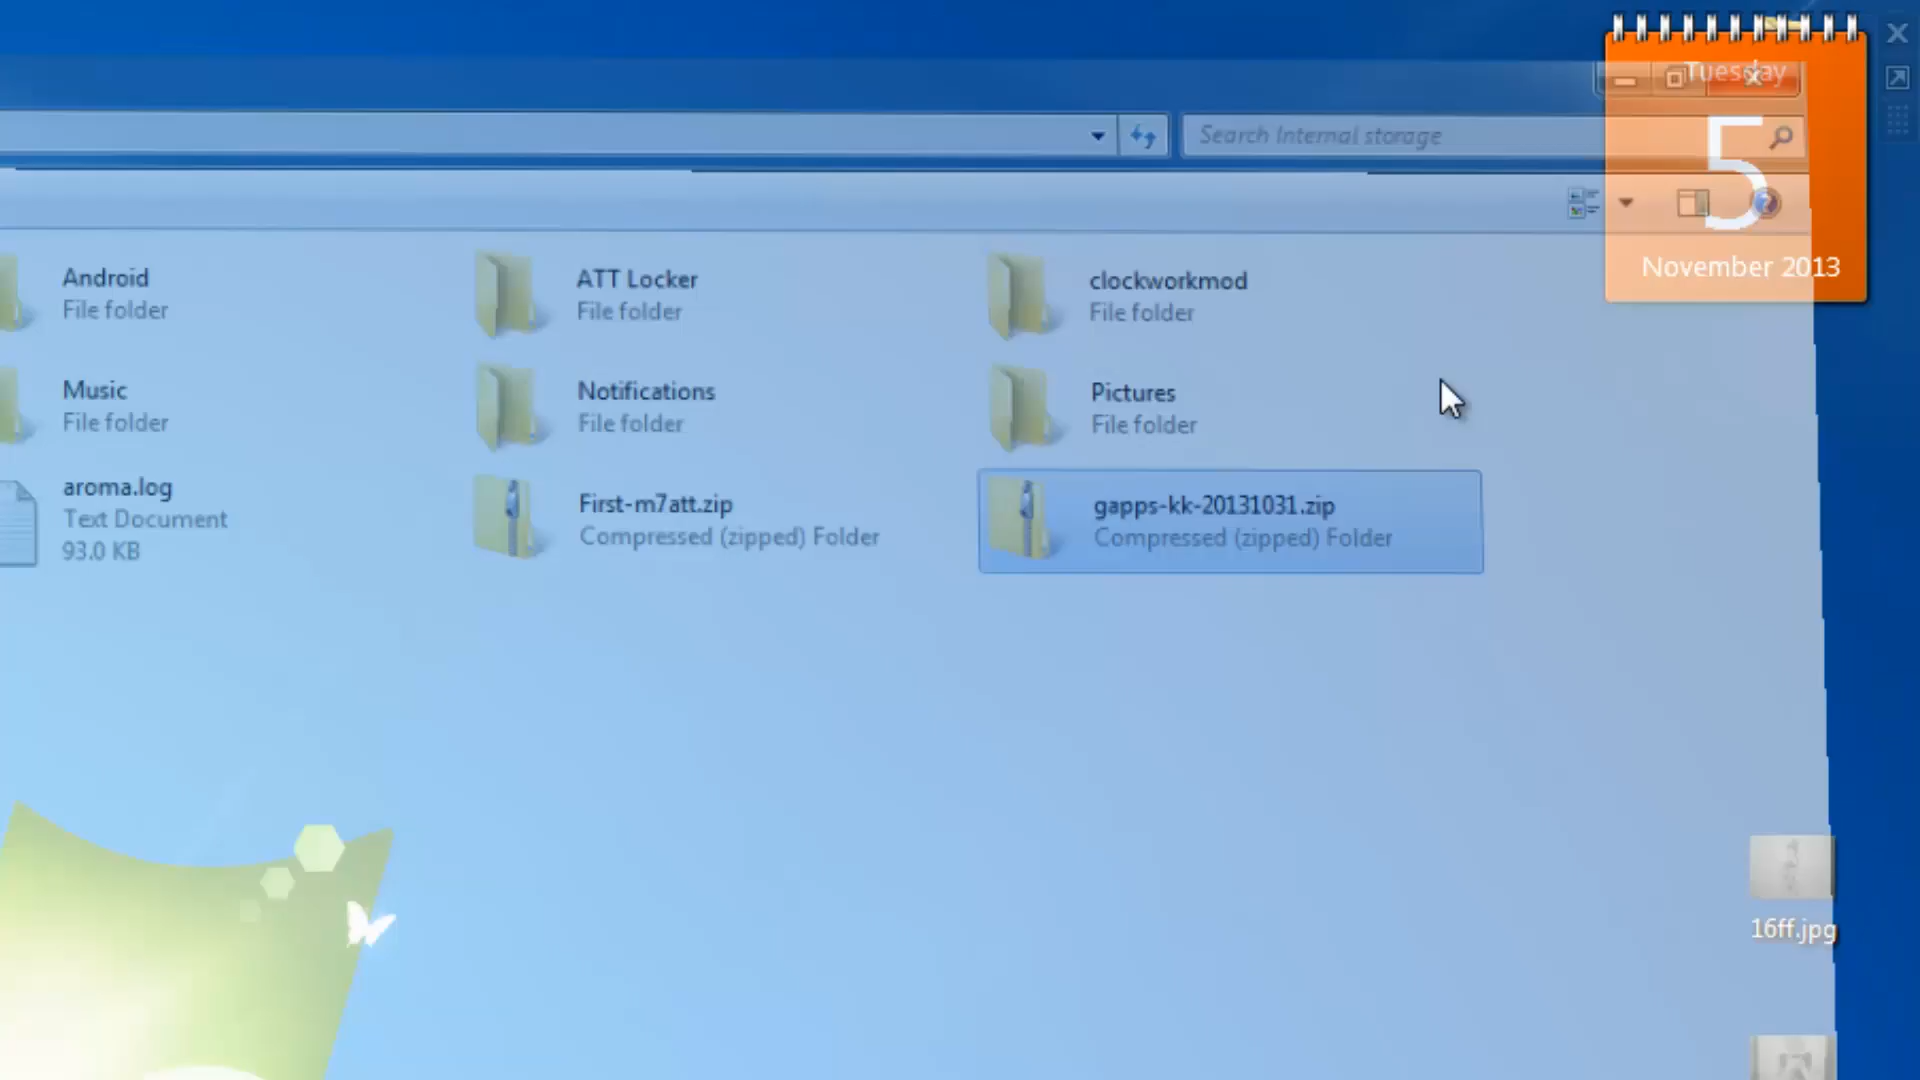 Tuesday
5
November 2013
Search Internal storage
Android
File folder
ATT Locker
File folder
clockworkmod
File folder
Music
File folder
Notifications
File folder
Pictures
File folder
aroma.log
Text Document
93.0 KB
First-m7att.zip
Compressed (zipped) Folder
gapps-kk-20131031.zip
Compressed (zipped) Folder
16ff.jpg